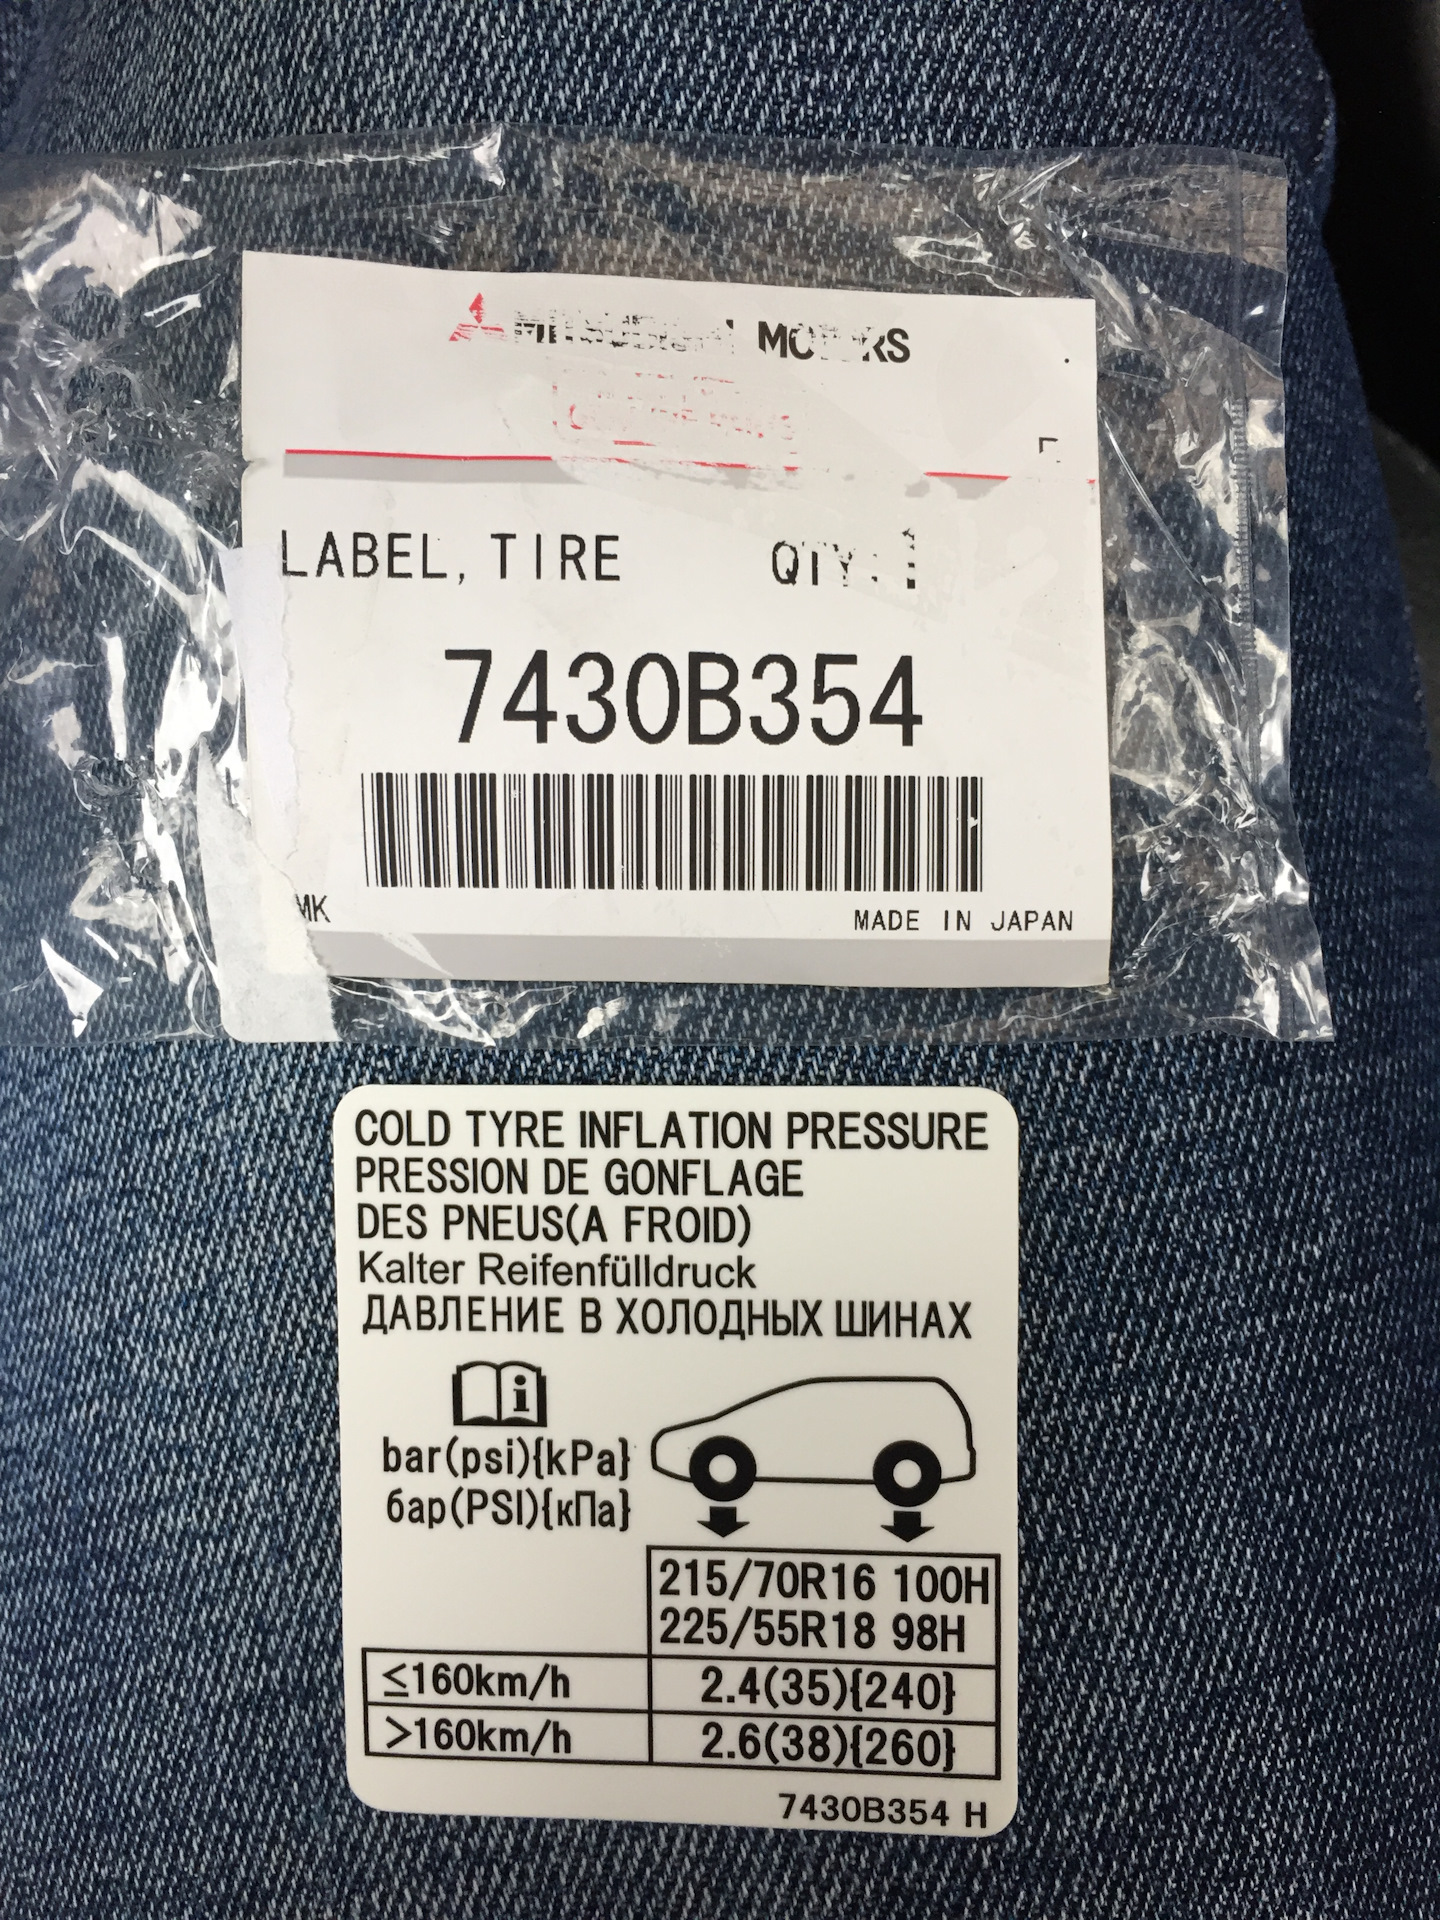 MITSUBISHI MOTORS
LABEL, TIRE QTY: 1
7430B354
MK
MADE IN JAPAN
COLD TYRE INFLATION PRESSURE
PRESSION DE GONFLAGE
DES PNEUS(A FROID)
Kalter Reifenfülldruck
ДАВЛЕНИЕ В ХОЛОДНЫХ ШИНАХ
i
bar(psi){kPa}
бар(PSI){кПа}
215/70R16 100H
225/55R18 98H
≤160km/h 2.4(35){240}
>160km/h 2.6(38){260}
7430B354 H